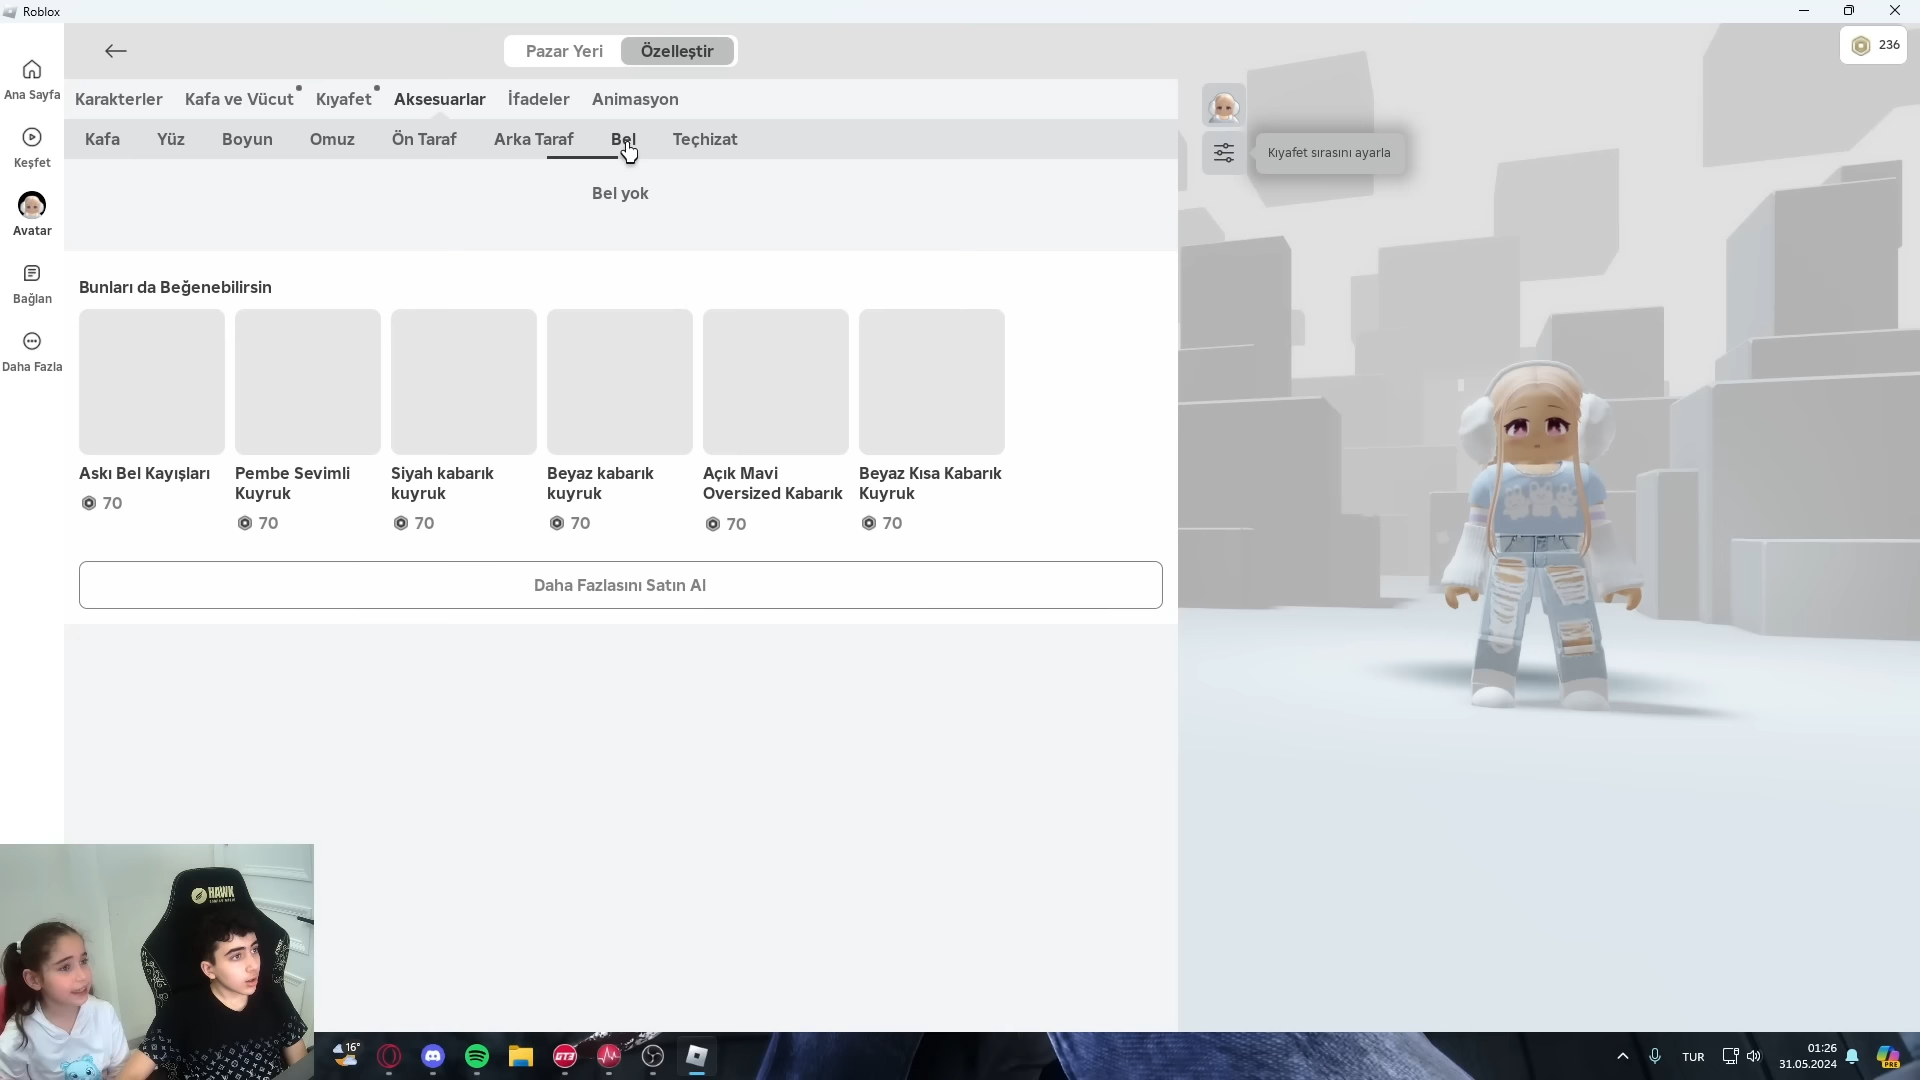 Roblox
236
Pazar Yeri
Özelleştir
Ana Sayfa
Keşfet
Avatar
Bağlan
Daha Fazla
Karakterler
Kafa ve Vücut
Kıyafet
Aksesuarlar
İfadeler
Animasyon
Kafa
Yüz
Boyun
Omuz
Ön Taraf
Arka Taraf
Bel
Teçhizat
Kıyafet sırasını ayarla
Bel yok
Bunları da Beğenebilirsin
Askı Bel Kayışları
70
Pembe Sevimli
Kuyruk
70
Siyah kabarık
kuyruk
70
Beyaz kabarık
kuyruk
70
Açık Mavi
Oversized Kabarık
70
Beyaz Kısa Kabarık
Kuyruk
70
Daha Fazlasını Satın Al
HAWK
16°
GT3
TUR
01:26
31.05.2024
PRE